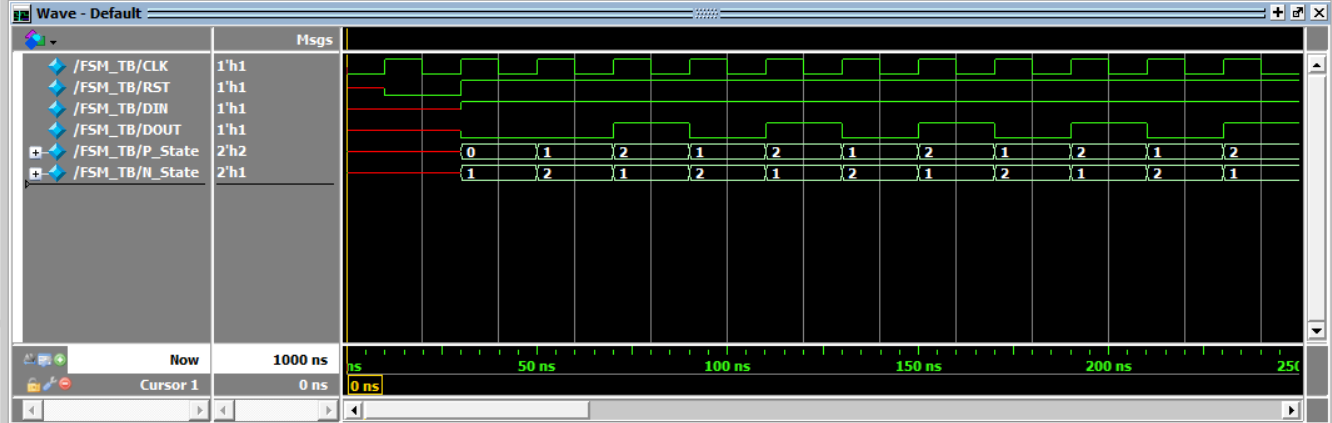 Wave - Default
Msgs
/FSM_TB/CLK 1'h1
/FSM_TB/RST 1'h1
/FSM_TB/DIN 1'h1
/FSM_TB/DOUT 1'h1
/FSM_TB/P_State 2'h2 0 1 2 1 2 1 2 1 2 1 2
/FSM_TB/N_State 2'h1 1 2 1 2 1 2 1 2 1 2 1
Now 1000 ns ns 50 ns 100 ns 150 ns 200 ns 250
Cursor 1 0 ns 0 ns